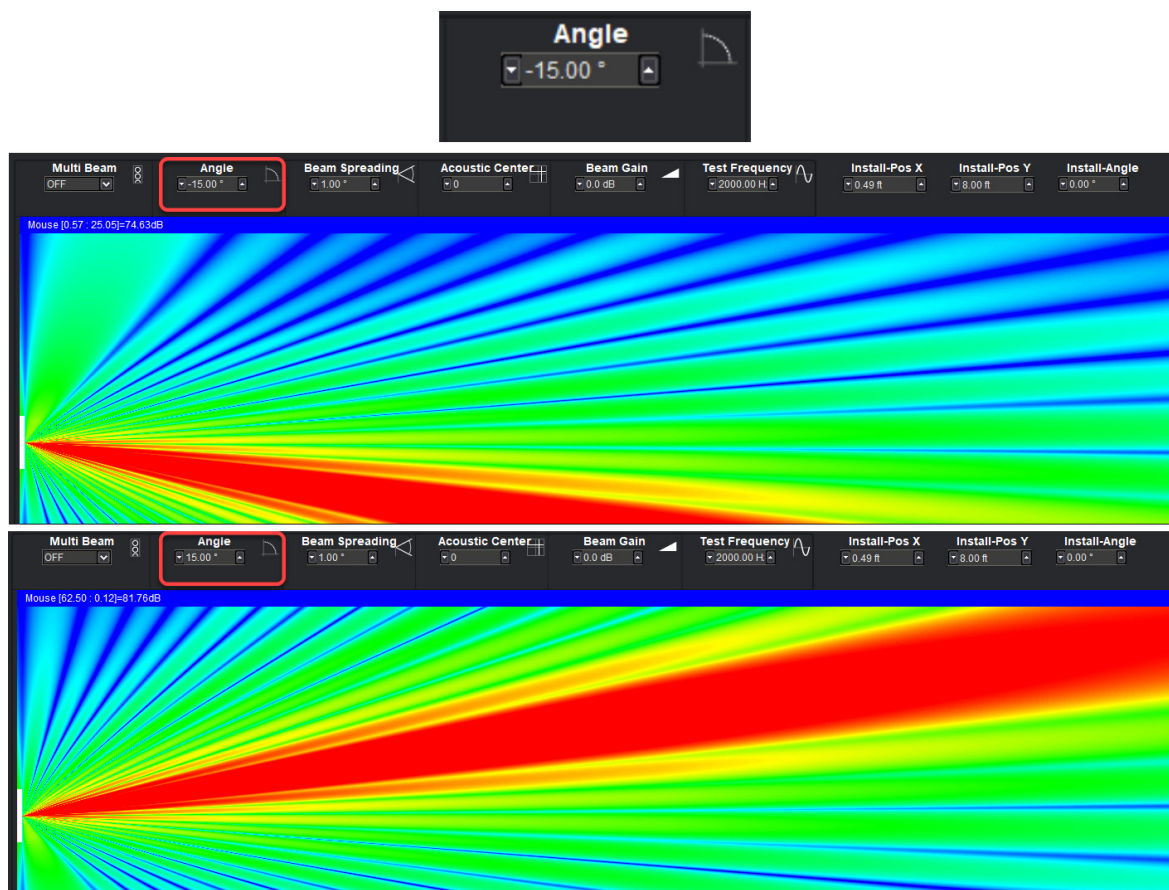 Angle
-15.00 °
Multi Beam Angle Beam Spreading Acoustic Center Beam Gain Test Frequency Install-Pos X Install-Pos Y Install-Angle
OFF -15.00 ° 1.00 ° 0 0.0 dB 2000.00 H 0.49 ft 8.00 ft 0.00 °
Mouse [0.57 : 25.05]=74.63dB
Multi Beam Angle Beam Spreading Acoustic Center Beam Gain Test Frequency Install-Pos X Install-Pos Y Install-Angle
OFF 15.00 ° 1.00 ° 0 0.0 dB 2000.00 H 0.49 ft 8.00 ft 0.00 °
Mouse [62.50 : 0.12]=81.76dB